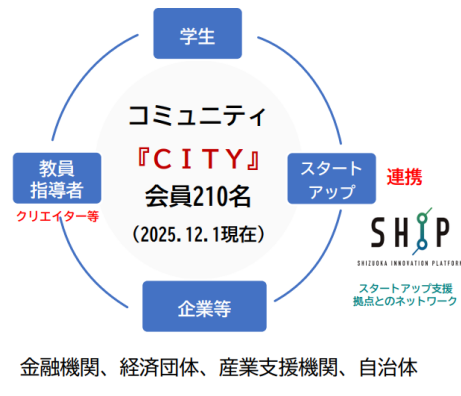 学生
コミュニティ
『ＣＩＴＹ』
会員210名
（2025.12.1現在）
教員
指導者
クリエイター等
スタート
アップ
連携
SHIP
SHIZUOKA INNOVATION PLATFORM
スタートアップ支援
拠点とのネットワーク
企業等
金融機関、経済団体、産業支援機関、自治体